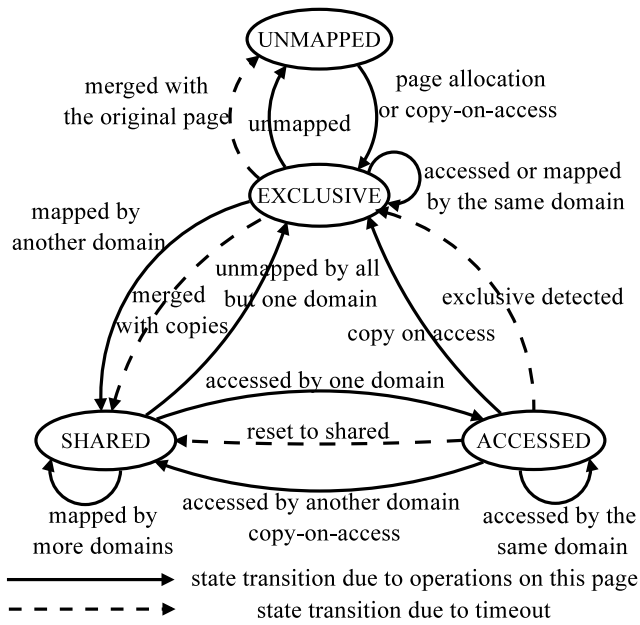 UNMAPPED
merged with
the original page
unmapped
page allocation
or copy-on-access
EXCLUSIVE
accessed or mapped
by the same domain
mapped by
another domain
merged
with copies
unmapped by all
but one domain
exclusive detected
copy on access
accessed by one domain
SHARED
reset to shared
ACCESSED
accessed by another domain
copy-on-access
mapped by
more domains
accessed by the
same domain
state transition due to operations on this page
state transition due to timeout